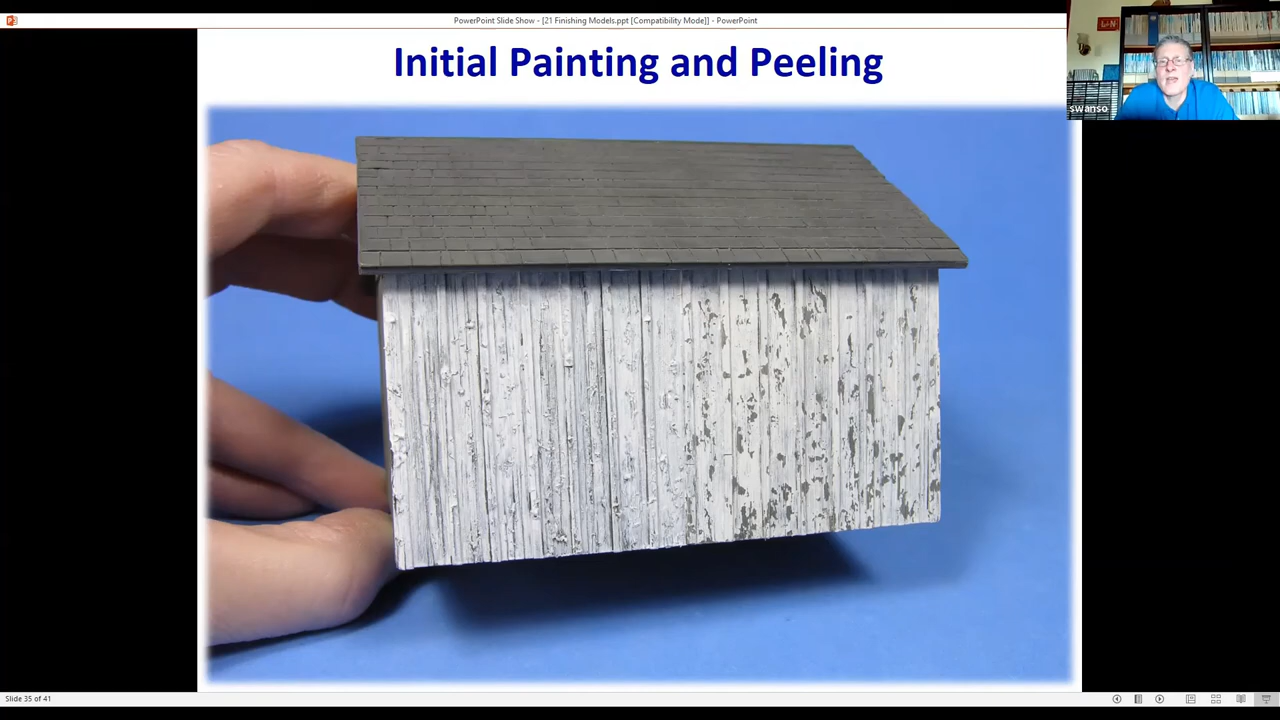 PowerPoint Slide Show - [21 Finishing Models.ppt [Compatibility Mode]] - PowerPoint
Initial Painting and Peeling
swanso
Slide 35 of 41